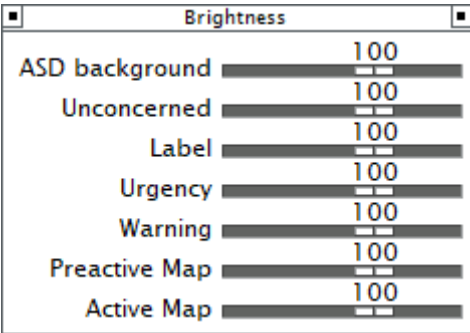 Brightness
100
ASD background
100
Unconcerned
100
Label
100
Urgency
100
Warning
100
Preactive Map
100
Active Map